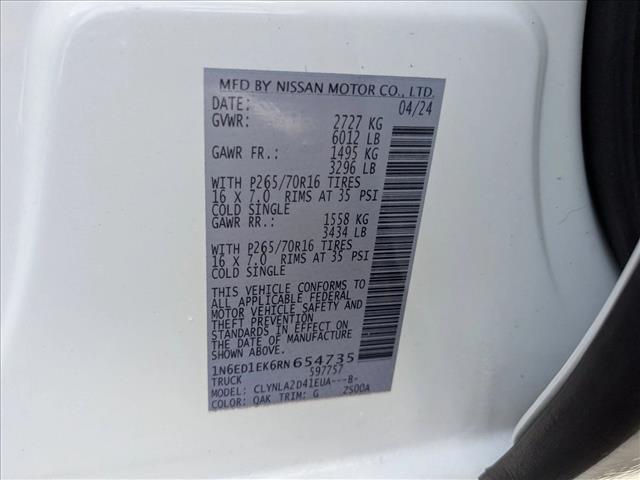 MFD BY NISSAN MOTOR CO., LTD.
DATE: 04/24
GVWR: 2727 KG
6012 LB
GAWR FR.: 1495 KG
3296 LB
WITH P265/70R16 TIRES
16 X 7.0 RIMS AT 35 PSI
COLD SINGLE
GAWR RR.: 1558 KG
3434 LB
WITH P265/70R16 TIRES
16 X 7.0 RIMS AT 35 PSI
COLD SINGLE
THIS VEHICLE CONFORMS TO
ALL APPLICABLE FEDERAL
MOTOR VEHICLE SAFETY AND
THEFT PREVENTION
STANDARDS IN EFFECT ON
THE DATE OF MANUFACTURE
SHOWN ABOVE.
1N6ED1EK6RN654735
TRUCK 597757
MODEL: CLYNLA2D41EUA---B-
COLOR: QAK TRIM: G 2S00A